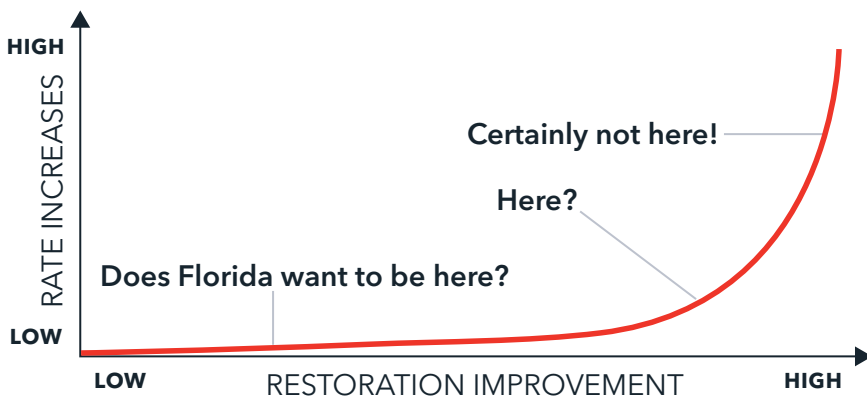 HIGH
RATE INCREASES
Certainly not here!
Here?
Does Florida want to be here?
LOW
LOW
RESTORATION IMPROVEMENT
HIGH